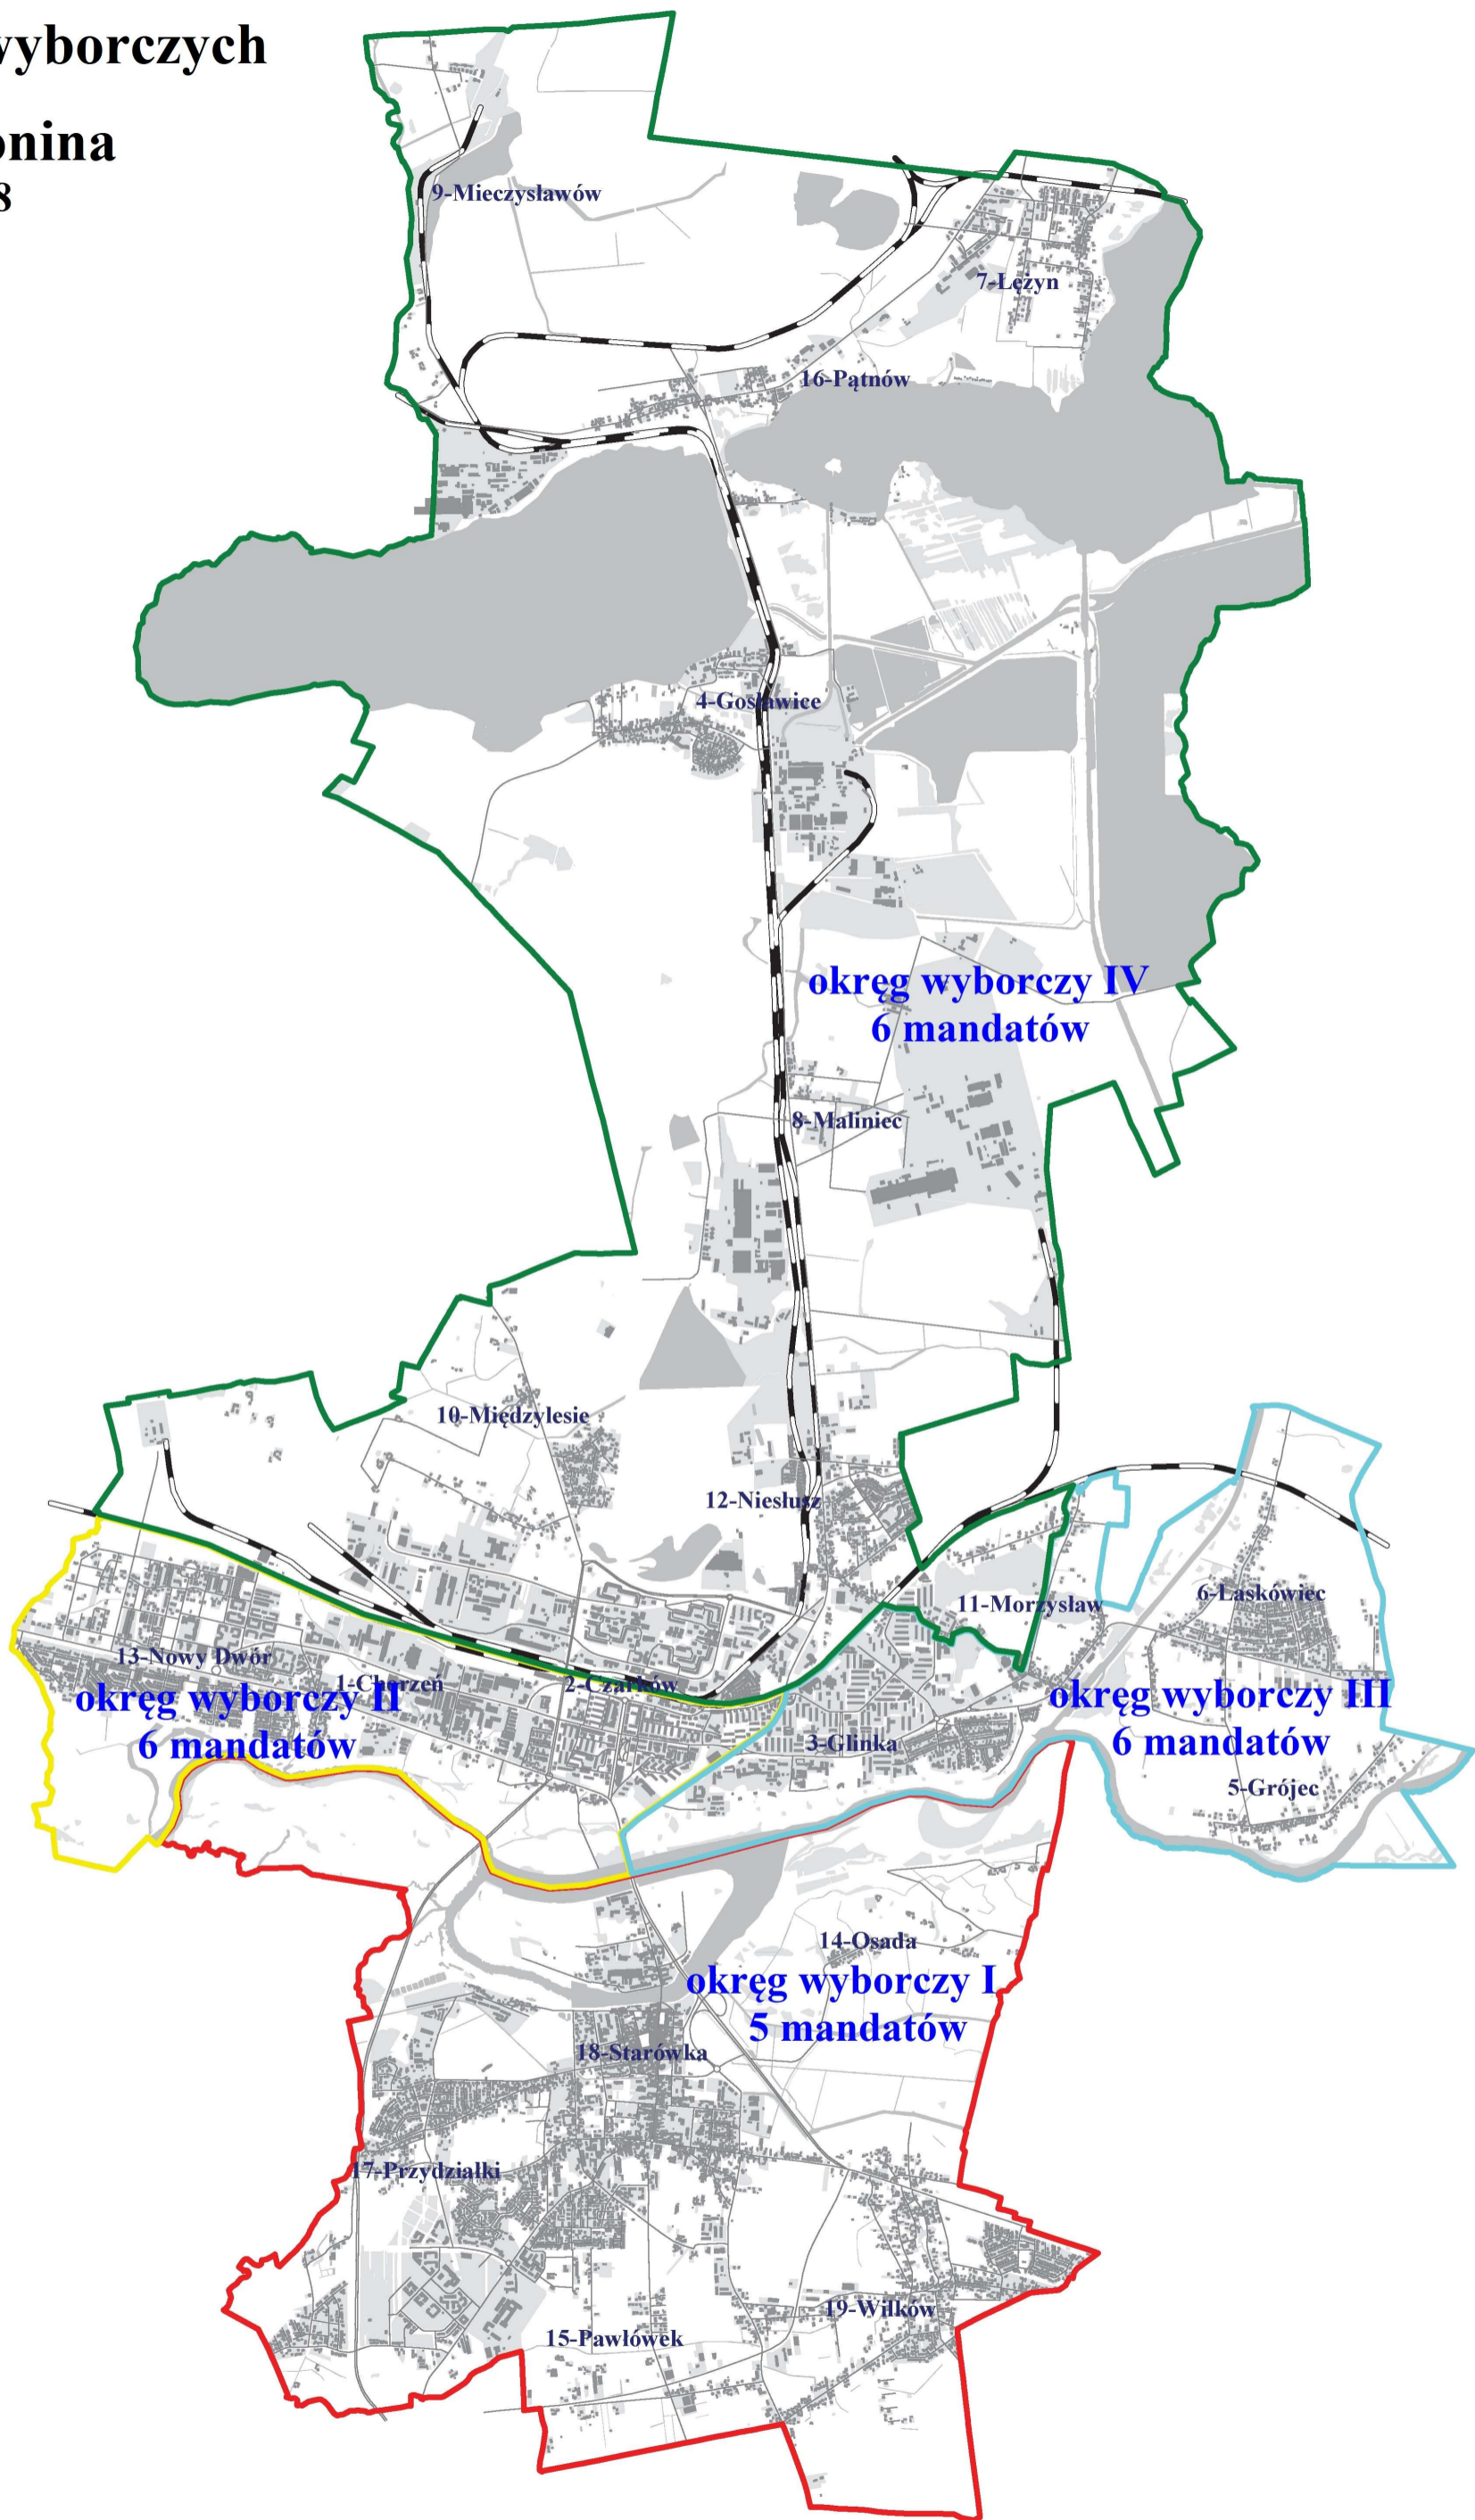 wyborczych
onina
8
9-Mieczysławów
7-Łężyn
16-Pątnów
4-Gosławice
okręg wyborczy IV
6 mandatów
8-Maliniec
10-Międzylesie
12-Niesłusz
11-Morzysław
6-Laskówiec
13-Nowy Dwór
1-Chorzeń
2-Czarków
okręg wyborczy II
6 mandatów
okręg wyborczy III
6 mandatów
3-Glinka
5-Grójec
14-Osada
okręg wyborczy I
5 mandatów
18-Starówka
17-Przydziałki
19-Wilków
15-Pawłówek